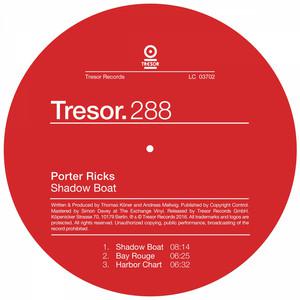 TRESOR
Tresor Records
LC 03702
Tresor. 288
Porter Ricks
Shadow Boat
Written & Produced by Thomas Köner and Andreas Mellwig. Published by Copyright Control.
Mastered by Simon Davey at The Exchange Vinyl. Released by Tresor Records GmbH.
Köpenicker Strasse 70, 10179 Berlin. ℗ & © Tresor Records 2016. All trademarks and logos are
protected. All rights reserved. Unauthorized copying, public performance, broadcasting of the
record prohibited.
1. Shadow Boat 08:14
2. Bay Rouge 06:25
3. Harbor Chart 06:32